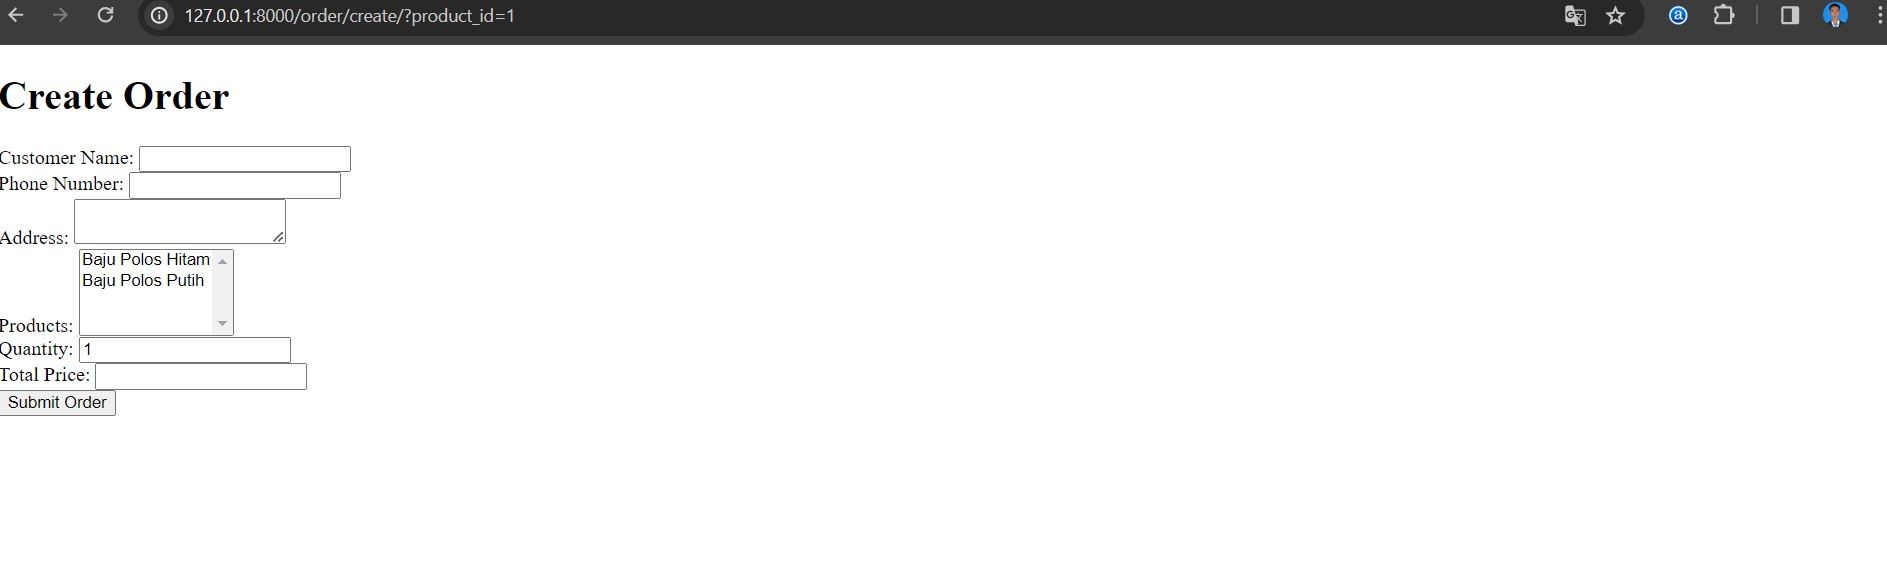 127.0.0.1:8000/order/create/?product_id=1
Create Order
Customer Name:
Phone Number:
Address:
Baju Polos Hitam
Baju Polos Putih
Products:
Quantity: 1
Total Price:
Submit Order